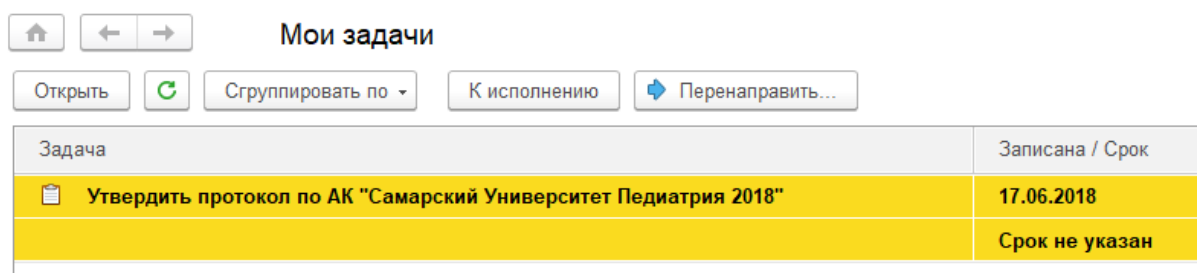 Мои задачи
Открыть Сгруппировать по К исполнению Перенаправить...
Задача Записана / Срок
Утвердить протокол по АК "Самарский Университет Педиатрия 2018" 17.06.2018
Срок не указан